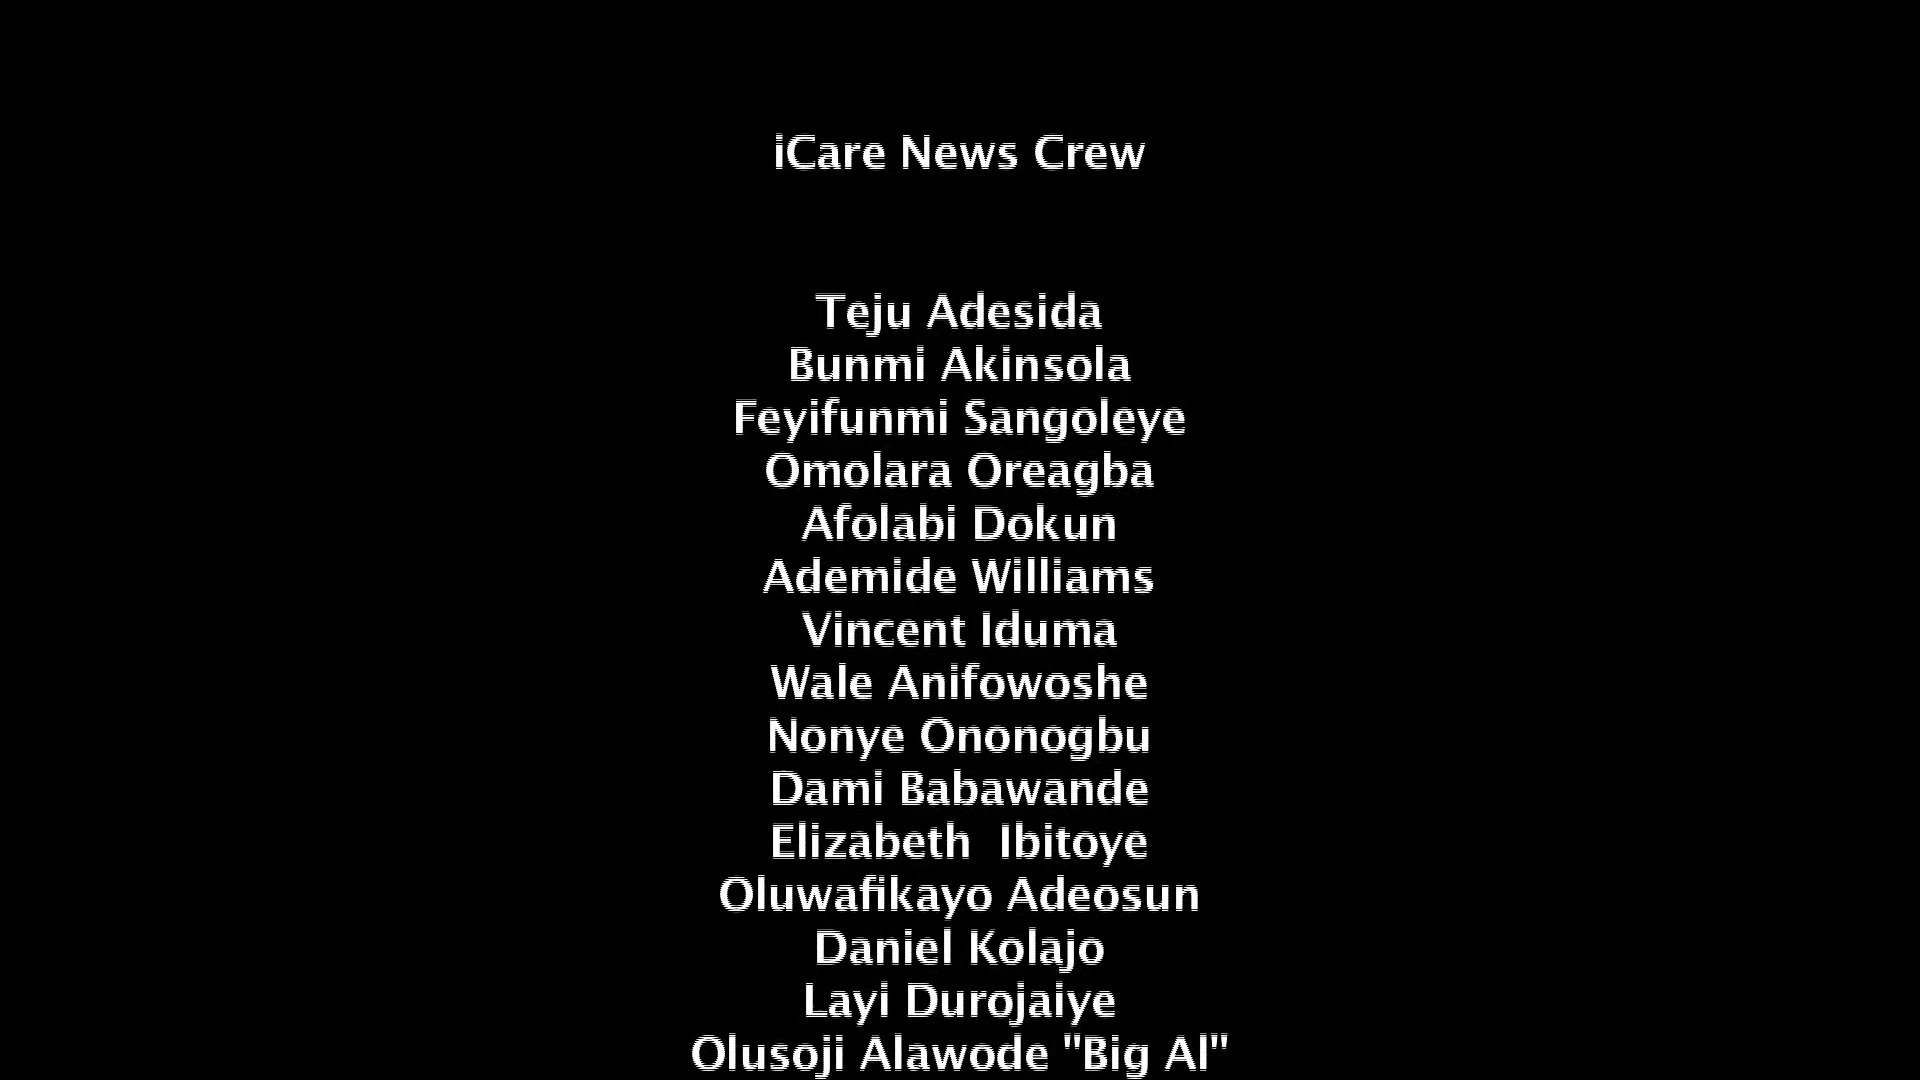 iCare News Crew
Teju Adesida
Bunmi Akinsola
Feyifunmi Sangoleye
Omolara Oreagba
Afolabi Dokun
Ademide Williams
Vincent Iduma
Wale Anifowoshe
Nonye Ononogbu
Dami Babawande
Elizabeth  Ibitoye
Oluwafikayo Adeosun
Daniel Kolajo
Layi Durojaiye
Olusoji Alawode "Big Al"